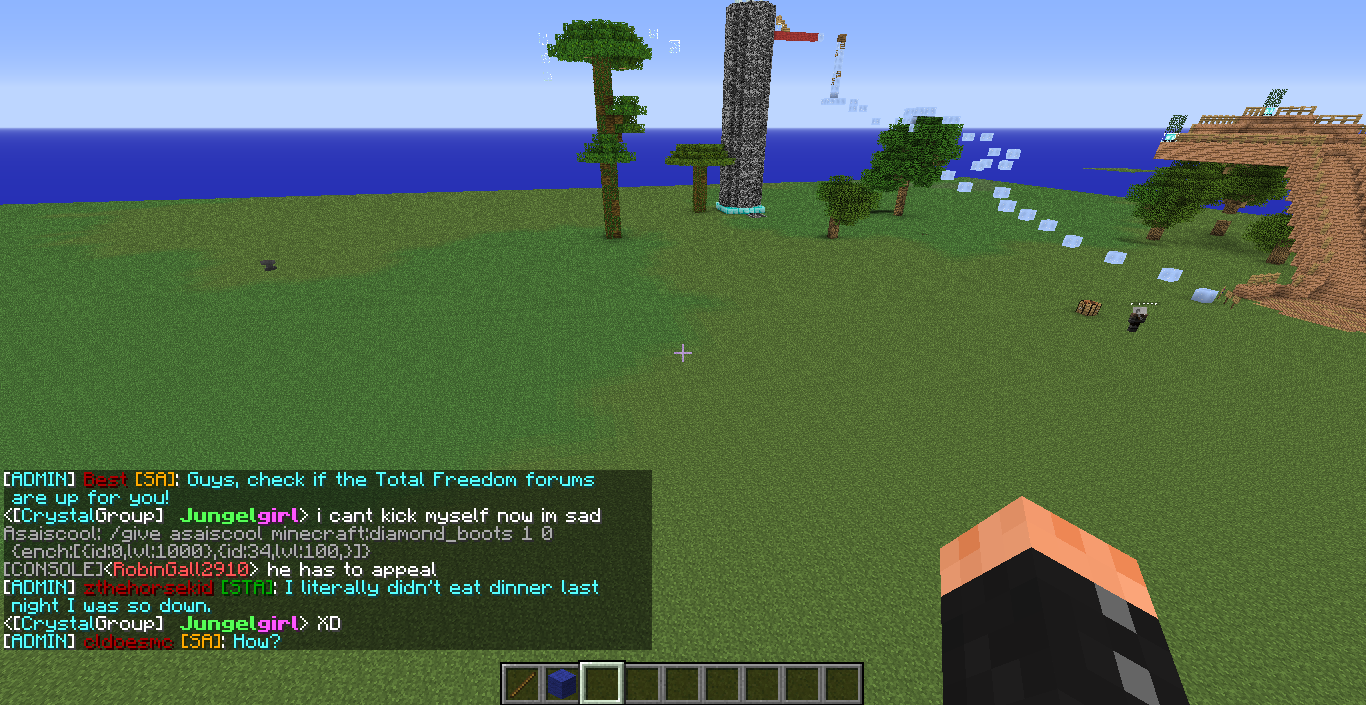 [ADMIN] Best [SA]: Guys, check if the Total Freedom forums
are up for you!
<[CrystalGroup] Jungelgirl> i cant kick myself now im sad
Asaiscool: /give asaiscool minecraft:diamond_boots 1 0
{ench:[{id:0,lvl:1000},{id:34,lvl:100,}]}
[CONSOLE]<RobinGall2910> he has to appeal
[ADMIN] zthehorsekid [STA]: I literally didn't eat dinner last
night I was so down.
<[CrystalGroup] Jungelgirl> XD
[ADMIN] cldoesmc [SA]: How?